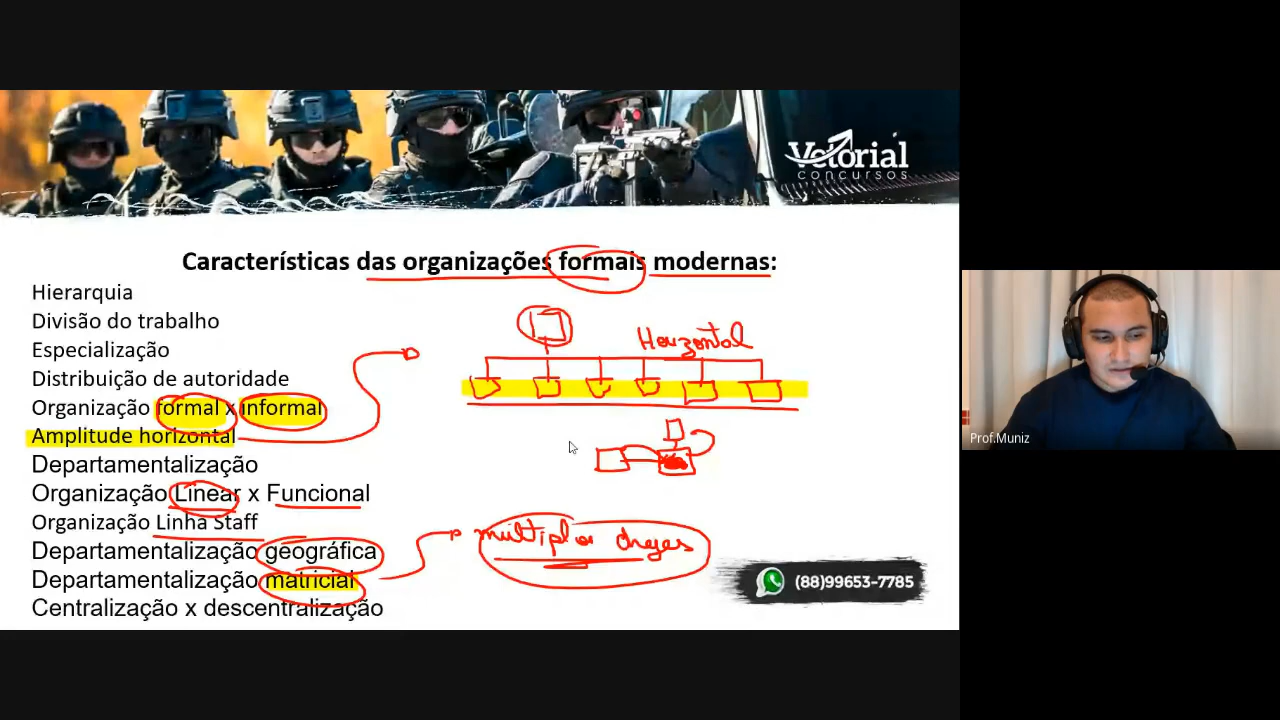 Vetorial
CONCURSOS
Características das organizações formais modernas:
Hierarquia
Divisão do trabalho
Especialização
Distribuição de autoridade
Organização formal x informal
Amplitude horizontal
Departamentalização
Organização Linear x Funcional
Organização Linha Staff
Departamentalização geográfica
Departamentalização matricial
Centralização x descentralização
Horizontal
múltiplos chefes
(88)99653-7785
Prof.Muniz